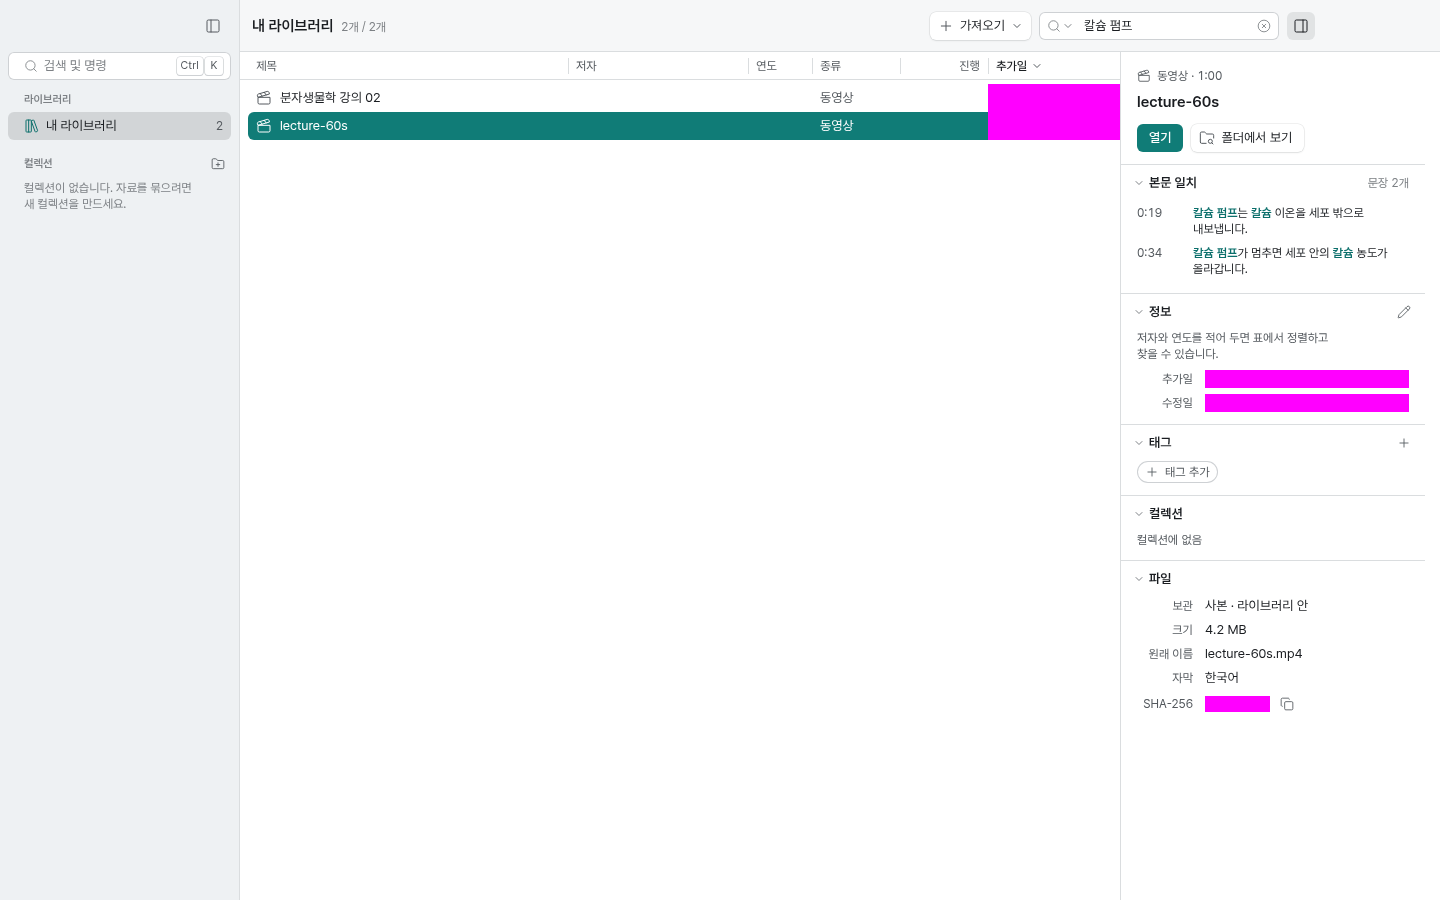 내 라이브러리 2개 / 2개
가져오기
칼슘 펌프
검색 및 명령 Ctrl K
라이브러리
내 라이브러리 2
컬렉션
컬렉션이 없습니다. 자료를 묶으려면
새 컬렉션을 만드세요.
제목 저자 연도 종류 진행 추가일
분자생물학 강의 02 동영상
lecture-60s 동영상
동영상 · 1:00
lecture-60s
열기 폴더에서 보기
본문 일치 문장 2개
0:19 칼슘 펌프는 칼슘 이온을 세포 밖으로
내보냅니다.
0:34 칼슘 펌프가 멈추면 세포 안의 칼슘 농도가
올라갑니다.
정보
저자와 연도를 적어 두면 표에서 정렬하고
찾을 수 있습니다.
추가일
수정일
태그
태그 추가
컬렉션
컬렉션에 없음
파일
보관 사본 · 라이브러리 안
크기 4.2 MB
원래 이름 lecture-60s.mp4
자막 한국어
SHA-256